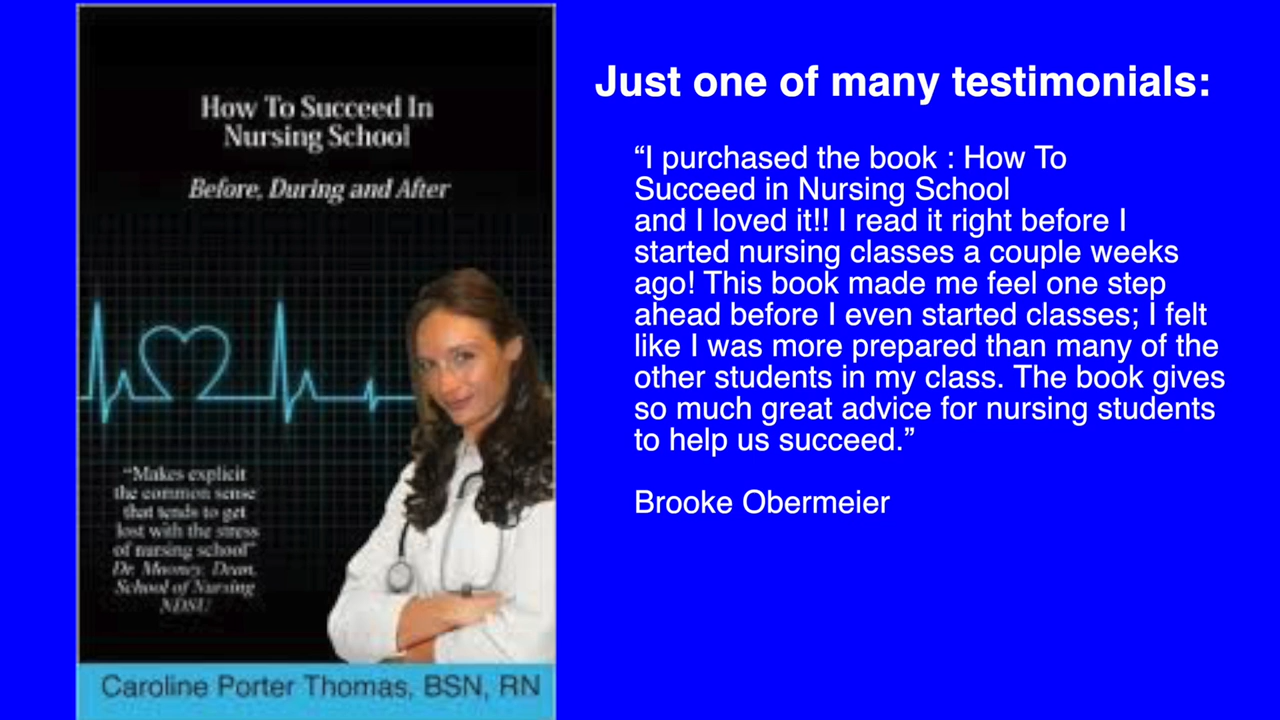 How To Succeed In
Nursing School
Before, During and After
"Makes explicit
the common sense
that tends to get
lost with the stress
of nursing school"
Dr. Mooney, Dean,
School of Nursing
NDSU
Caroline Porter Thomas, BSN, RN
Just one of many testimonials:
“I purchased the book : How To
Succeed in Nursing School
and I loved it!! I read it right before I
started nursing classes a couple weeks
ago! This book made me feel one step
ahead before I even started classes; I felt
like I was more prepared than many of the
other students in my class. The book gives
so much great advice for nursing students
to help us succeed.”
Brooke Obermeier